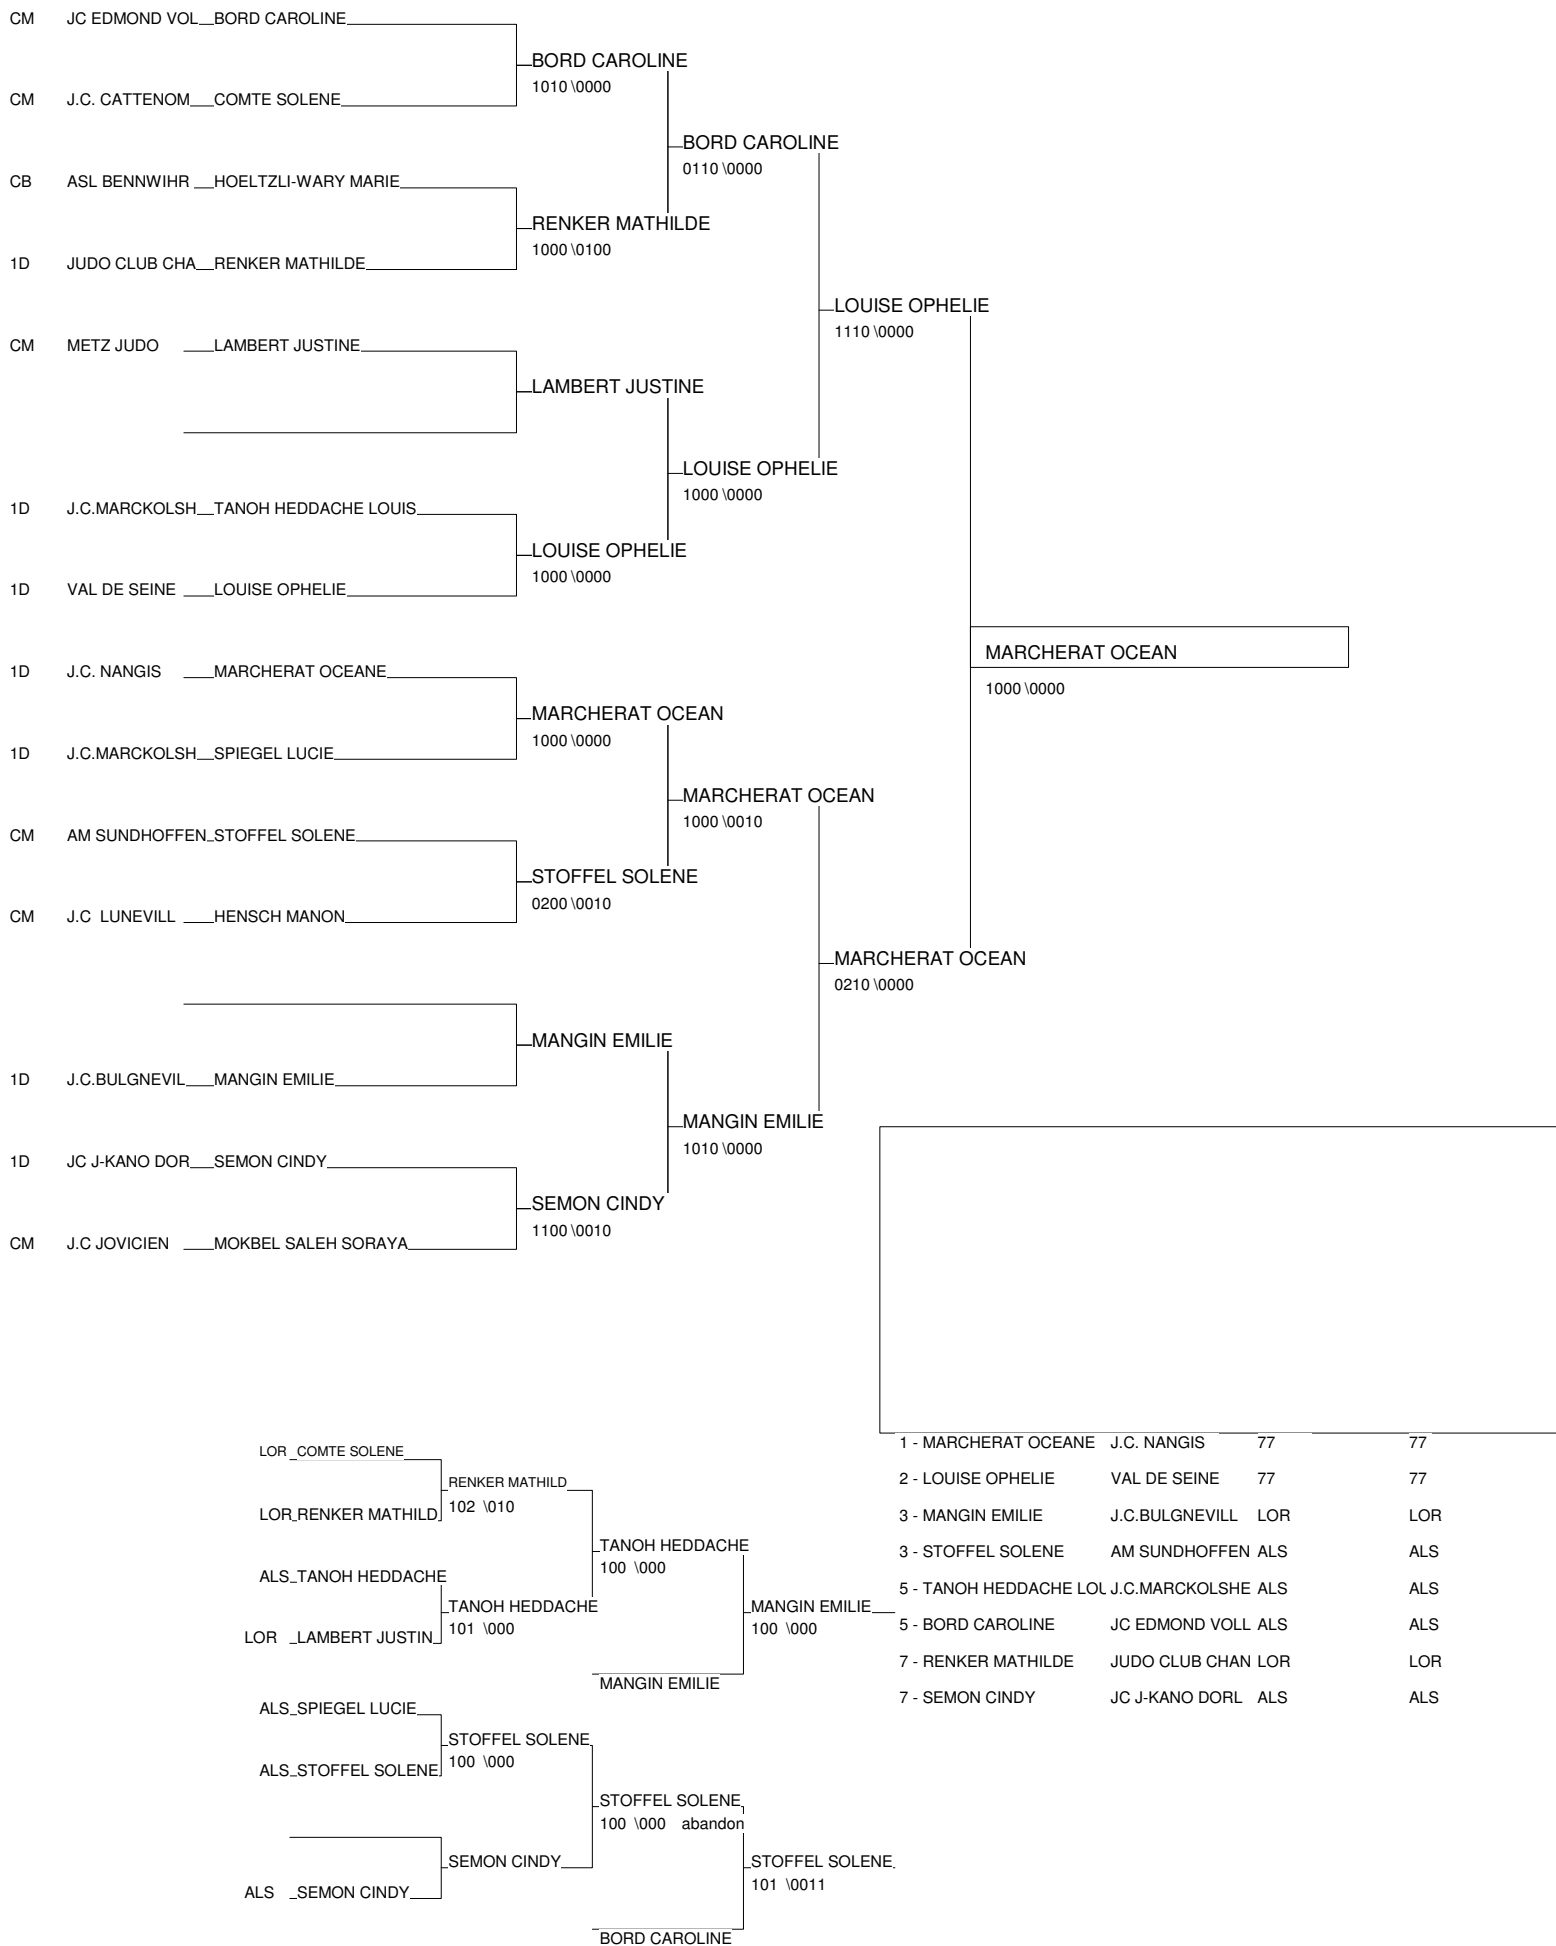 CM JC EDMOND VOL BORD CAROLINE
BORD CAROLINE
1010 \0000
CM J.C. CATTENOM COMTE SOLENE
BORD CAROLINE
0110 \0000
CB ASL BENNWIHR HOELTZLI-WARY MARIE
RENKER MATHILDE
1000 \0100
1D JUDO CLUB CHA RENKER MATHILDE
LOUISE OPHELIE
1110 \0000
CM METZ JUDO LAMBERT JUSTINE
LAMBERT JUSTINE
LOUISE OPHELIE
1000 \0000
1D J.C.MARCKOLSH TANOH HEDDACHE LOUIS
LOUISE OPHELIE
1000 \0000
1D VAL DE SEINE LOUISE OPHELIE
MARCHERAT OCEAN
1000 \0000
1D J.C. NANGIS MARCHERAT OCEANE
MARCHERAT OCEAN
1000 \0000
1D J.C.MARCKOLSH SPIEGEL LUCIE
MARCHERAT OCEAN
1000 \0010
CM AM SUNDHOFFEN STOFFEL SOLENE
STOFFEL SOLENE
0200 \0010
CM J.C LUNEVILL HENSCH MANON
MARCHERAT OCEAN
0210 \0000
MANGIN EMILIE
1D J.C.BULGNEVIL MANGIN EMILIE
MANGIN EMILIE
1010 \0000
1D JC J-KANO DOR SEMON CINDY
SEMON CINDY
1100 \0010
CM J.C JOVICIEN MOKBEL SALEH SORAYA
LOR COMTE SOLENE
RENKER MATHILD
102 \010
LOR RENKER MATHILD
TANOH HEDDACHE
100 \000
ALS TANOH HEDDACHE
TANOH HEDDACHE
101 \000
LOR LAMBERT JUSTIN
MANGIN EMILIE
100 \000
MANGIN EMILIE
ALS SPIEGEL LUCIE
STOFFEL SOLENE
100 \000
ALS STOFFEL SOLENE
STOFFEL SOLENE
100 \000 abandon
SEMON CINDY
STOFFEL SOLENE
101 \0011
ALS SEMON CINDY
BORD CAROLINE
1 - MARCHERAT OCEANE J.C. NANGIS 77 77
2 - LOUISE OPHELIE VAL DE SEINE 77 77
3 - MANGIN EMILIE J.C.BULGNEVILL LOR LOR
3 - STOFFEL SOLENE AM SUNDHOFFEN ALS ALS
5 - TANOH HEDDACHE LOU J.C.MARCKOLSHE ALS ALS
5 - BORD CAROLINE JC EDMOND VOLL ALS ALS
7 - RENKER MATHILDE JUDO CLUB CHAN LOR LOR
7 - SEMON CINDY JC J-KANO DORL ALS ALS